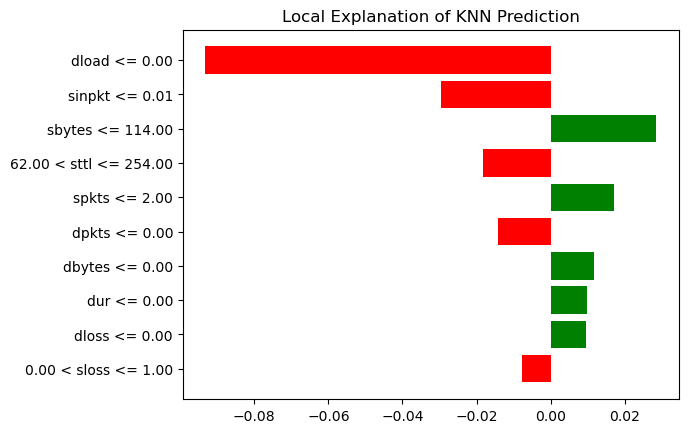 Local Explanation of KNN Prediction
dload <= 0.00
sinpkt <= 0.01
sbytes <= 114.00
62.00 < sttl <= 254.00
spkts <= 2.00
dpkts <= 0.00
dbytes <= 0.00
dur <= 0.00
dloss <= 0.00
0.00 < sloss <= 1.00
−0.08 −0.06 −0.04 −0.02 0.00 0.02